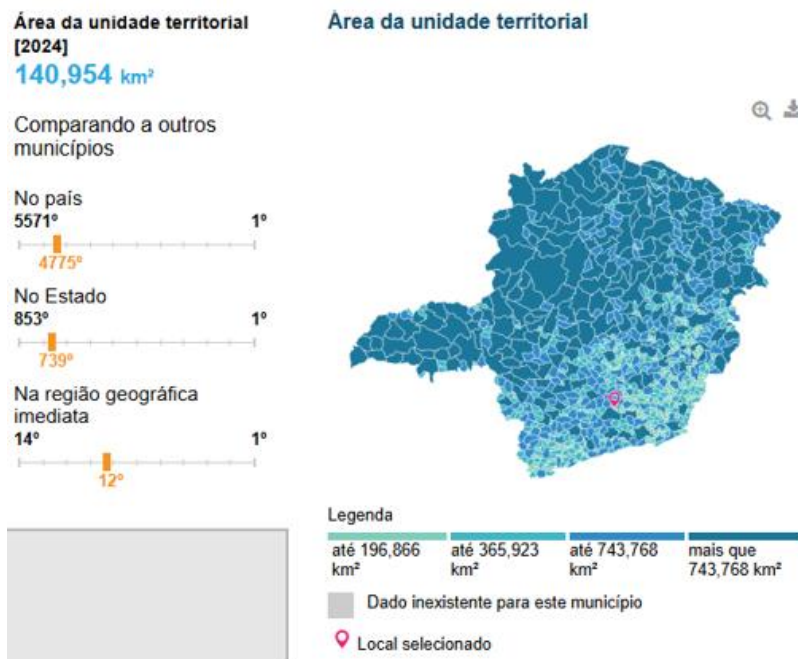 Área da unidade territorial
[2024]
140,954 km²
Comparando a outros
municípios
No país
5571º 1º
4775º
No Estado
853º 1º
739º
Na região geográfica
imediata
14º 1º
12º
Área da unidade territorial
Legenda
até 196,866 km²
até 365,923 km²
até 743,768 km²
mais que 743,768 km²
Dado inexistente para este município
Local selecionado